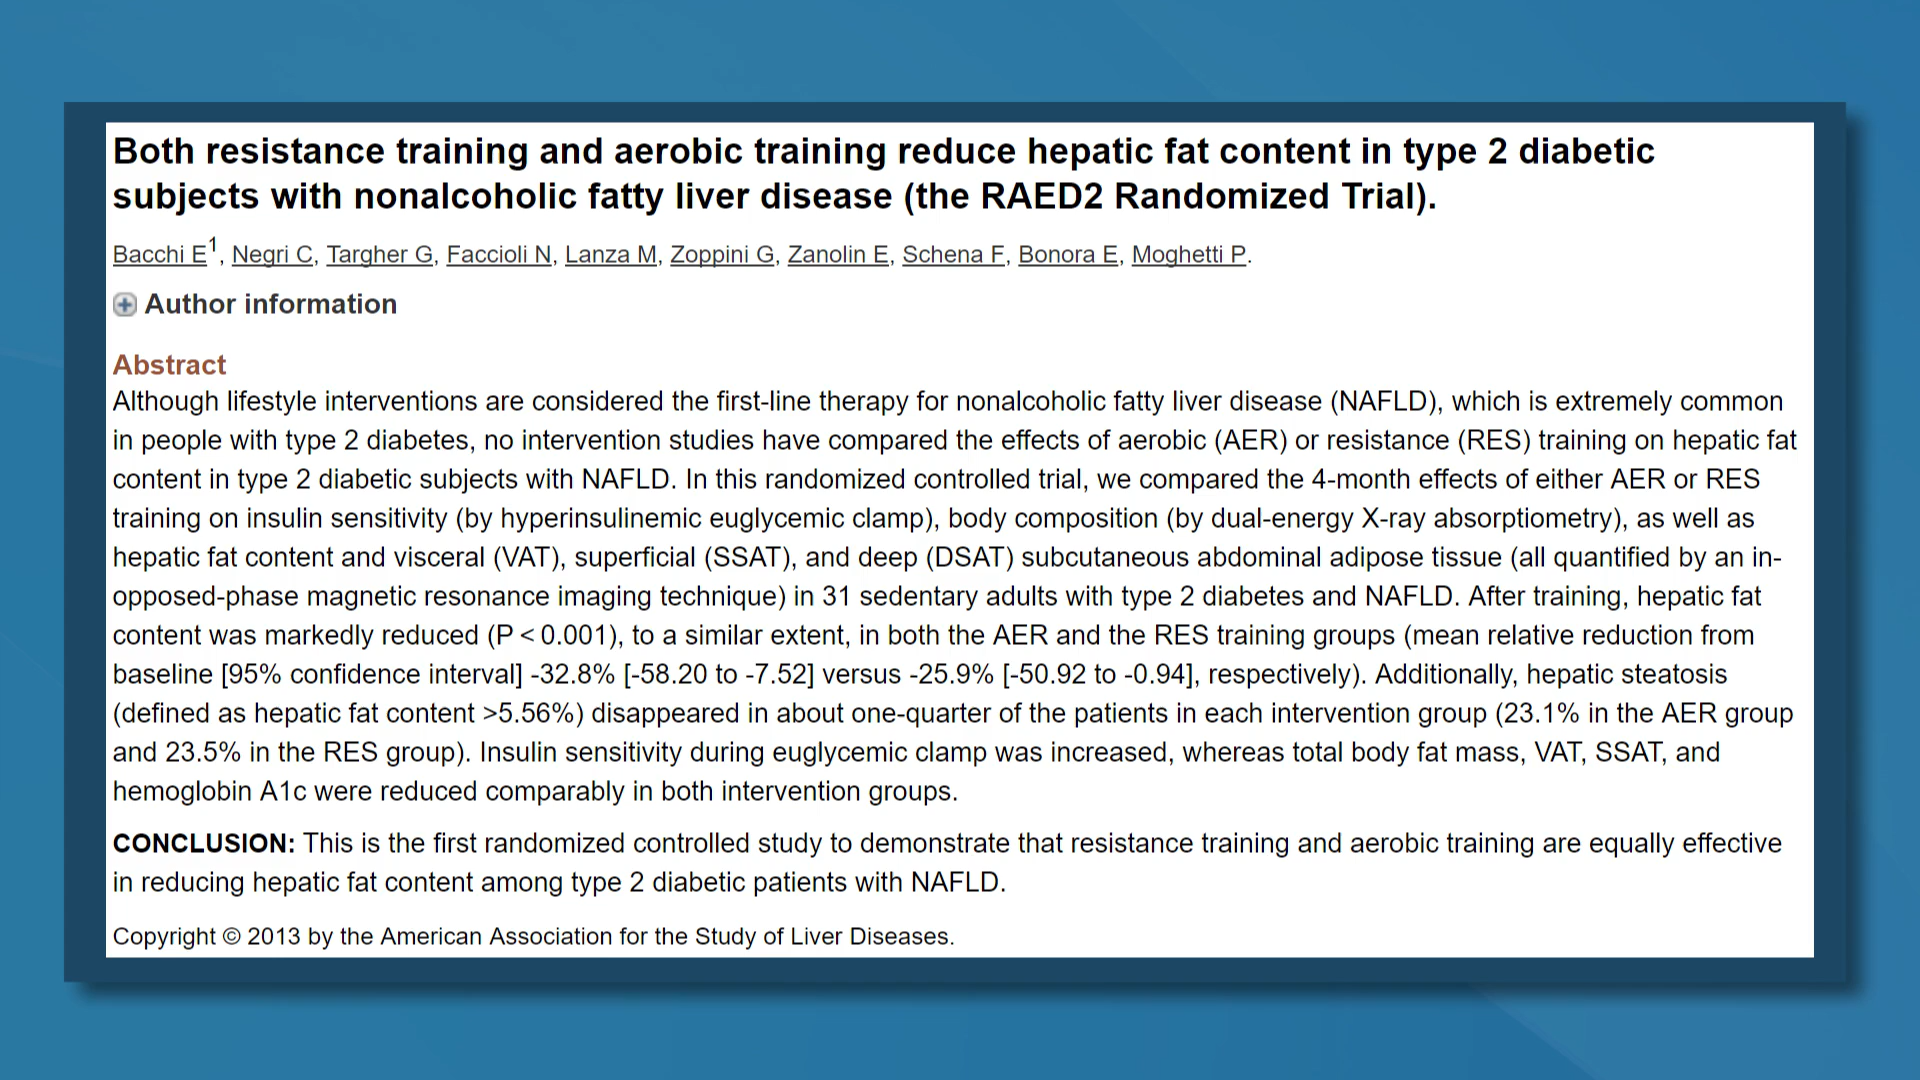 Both resistance training and aerobic training reduce hepatic fat content in type 2 diabetic
subjects with nonalcoholic fatty liver disease (the RAED2 Randomized Trial).
Bacchi E1, Negri C, Targher G, Faccioli N, Lanza M, Zoppini G, Zanolin E, Schena F, Bonora E, Moghetti P.
Author information
Abstract
Although lifestyle interventions are considered the first-line therapy for nonalcoholic fatty liver disease (NAFLD), which is extremely common
in people with type 2 diabetes, no intervention studies have compared the effects of aerobic (AER) or resistance (RES) training on hepatic fat
content in type 2 diabetic subjects with NAFLD. In this randomized controlled trial, we compared the 4-month effects of either AER or RES
training on insulin sensitivity (by hyperinsulinemic euglycemic clamp), body composition (by dual-energy X-ray absorptiometry), as well as
hepatic fat content and visceral (VAT), superficial (SSAT), and deep (DSAT) subcutaneous abdominal adipose tissue (all quantified by an in-
opposed-phase magnetic resonance imaging technique) in 31 sedentary adults with type 2 diabetes and NAFLD. After training, hepatic fat
content was markedly reduced (P < 0.001), to a similar extent, in both the AER and the RES training groups (mean relative reduction from
baseline [95% confidence interval] -32.8% [-58.20 to -7.52] versus -25.9% [-50.92 to -0.94], respectively). Additionally, hepatic steatosis
(defined as hepatic fat content >5.56%) disappeared in about one-quarter of the patients in each intervention group (23.1% in the AER group
and 23.5% in the RES group). Insulin sensitivity during euglycemic clamp was increased, whereas total body fat mass, VAT, SSAT, and
hemoglobin A1c were reduced comparably in both intervention groups.
CONCLUSION: This is the first randomized controlled study to demonstrate that resistance training and aerobic training are equally effective
in reducing hepatic fat content among type 2 diabetic patients with NAFLD.
Copyright © 2013 by the American Association for the Study of Liver Diseases.